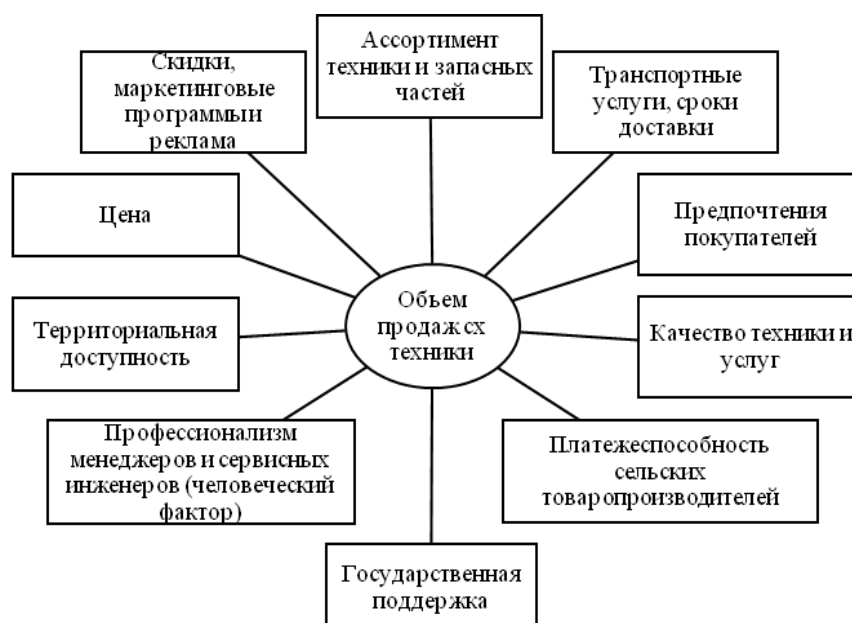 Ассортимент
техники и запасных
частей
Скидки,
маркетинговые
программы и
реклама
Транспортные
услуги, сроки
доставки
Цена
Предпочтения
покупателей
Объем
продаж сх
техники
Территориальная
доступность
Качество техники и
услуг
Профессионализм
менеджеров и сервисных
инженеров (человеческий
фактор)
Платежеспособность
сельских
товаропроизводителей
Государственная
поддержка